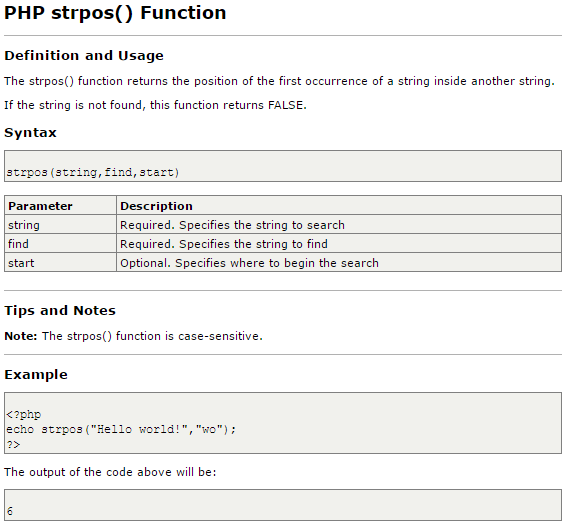 PHP strpos() Function
Definition and Usage
The strpos() function returns the position of the first occurrence of a string inside another string.
If the string is not found, this function returns FALSE.
Syntax
strpos(string,find,start)
Parameter Description
string Required. Specifies the string to search
find Required. Specifies the string to find
start Optional. Specifies where to begin the search
Tips and Notes
Note: The strpos() function is case-sensitive.
Example
<?php
echo strpos("Hello world!","wo");
?>
The output of the code above will be:
6